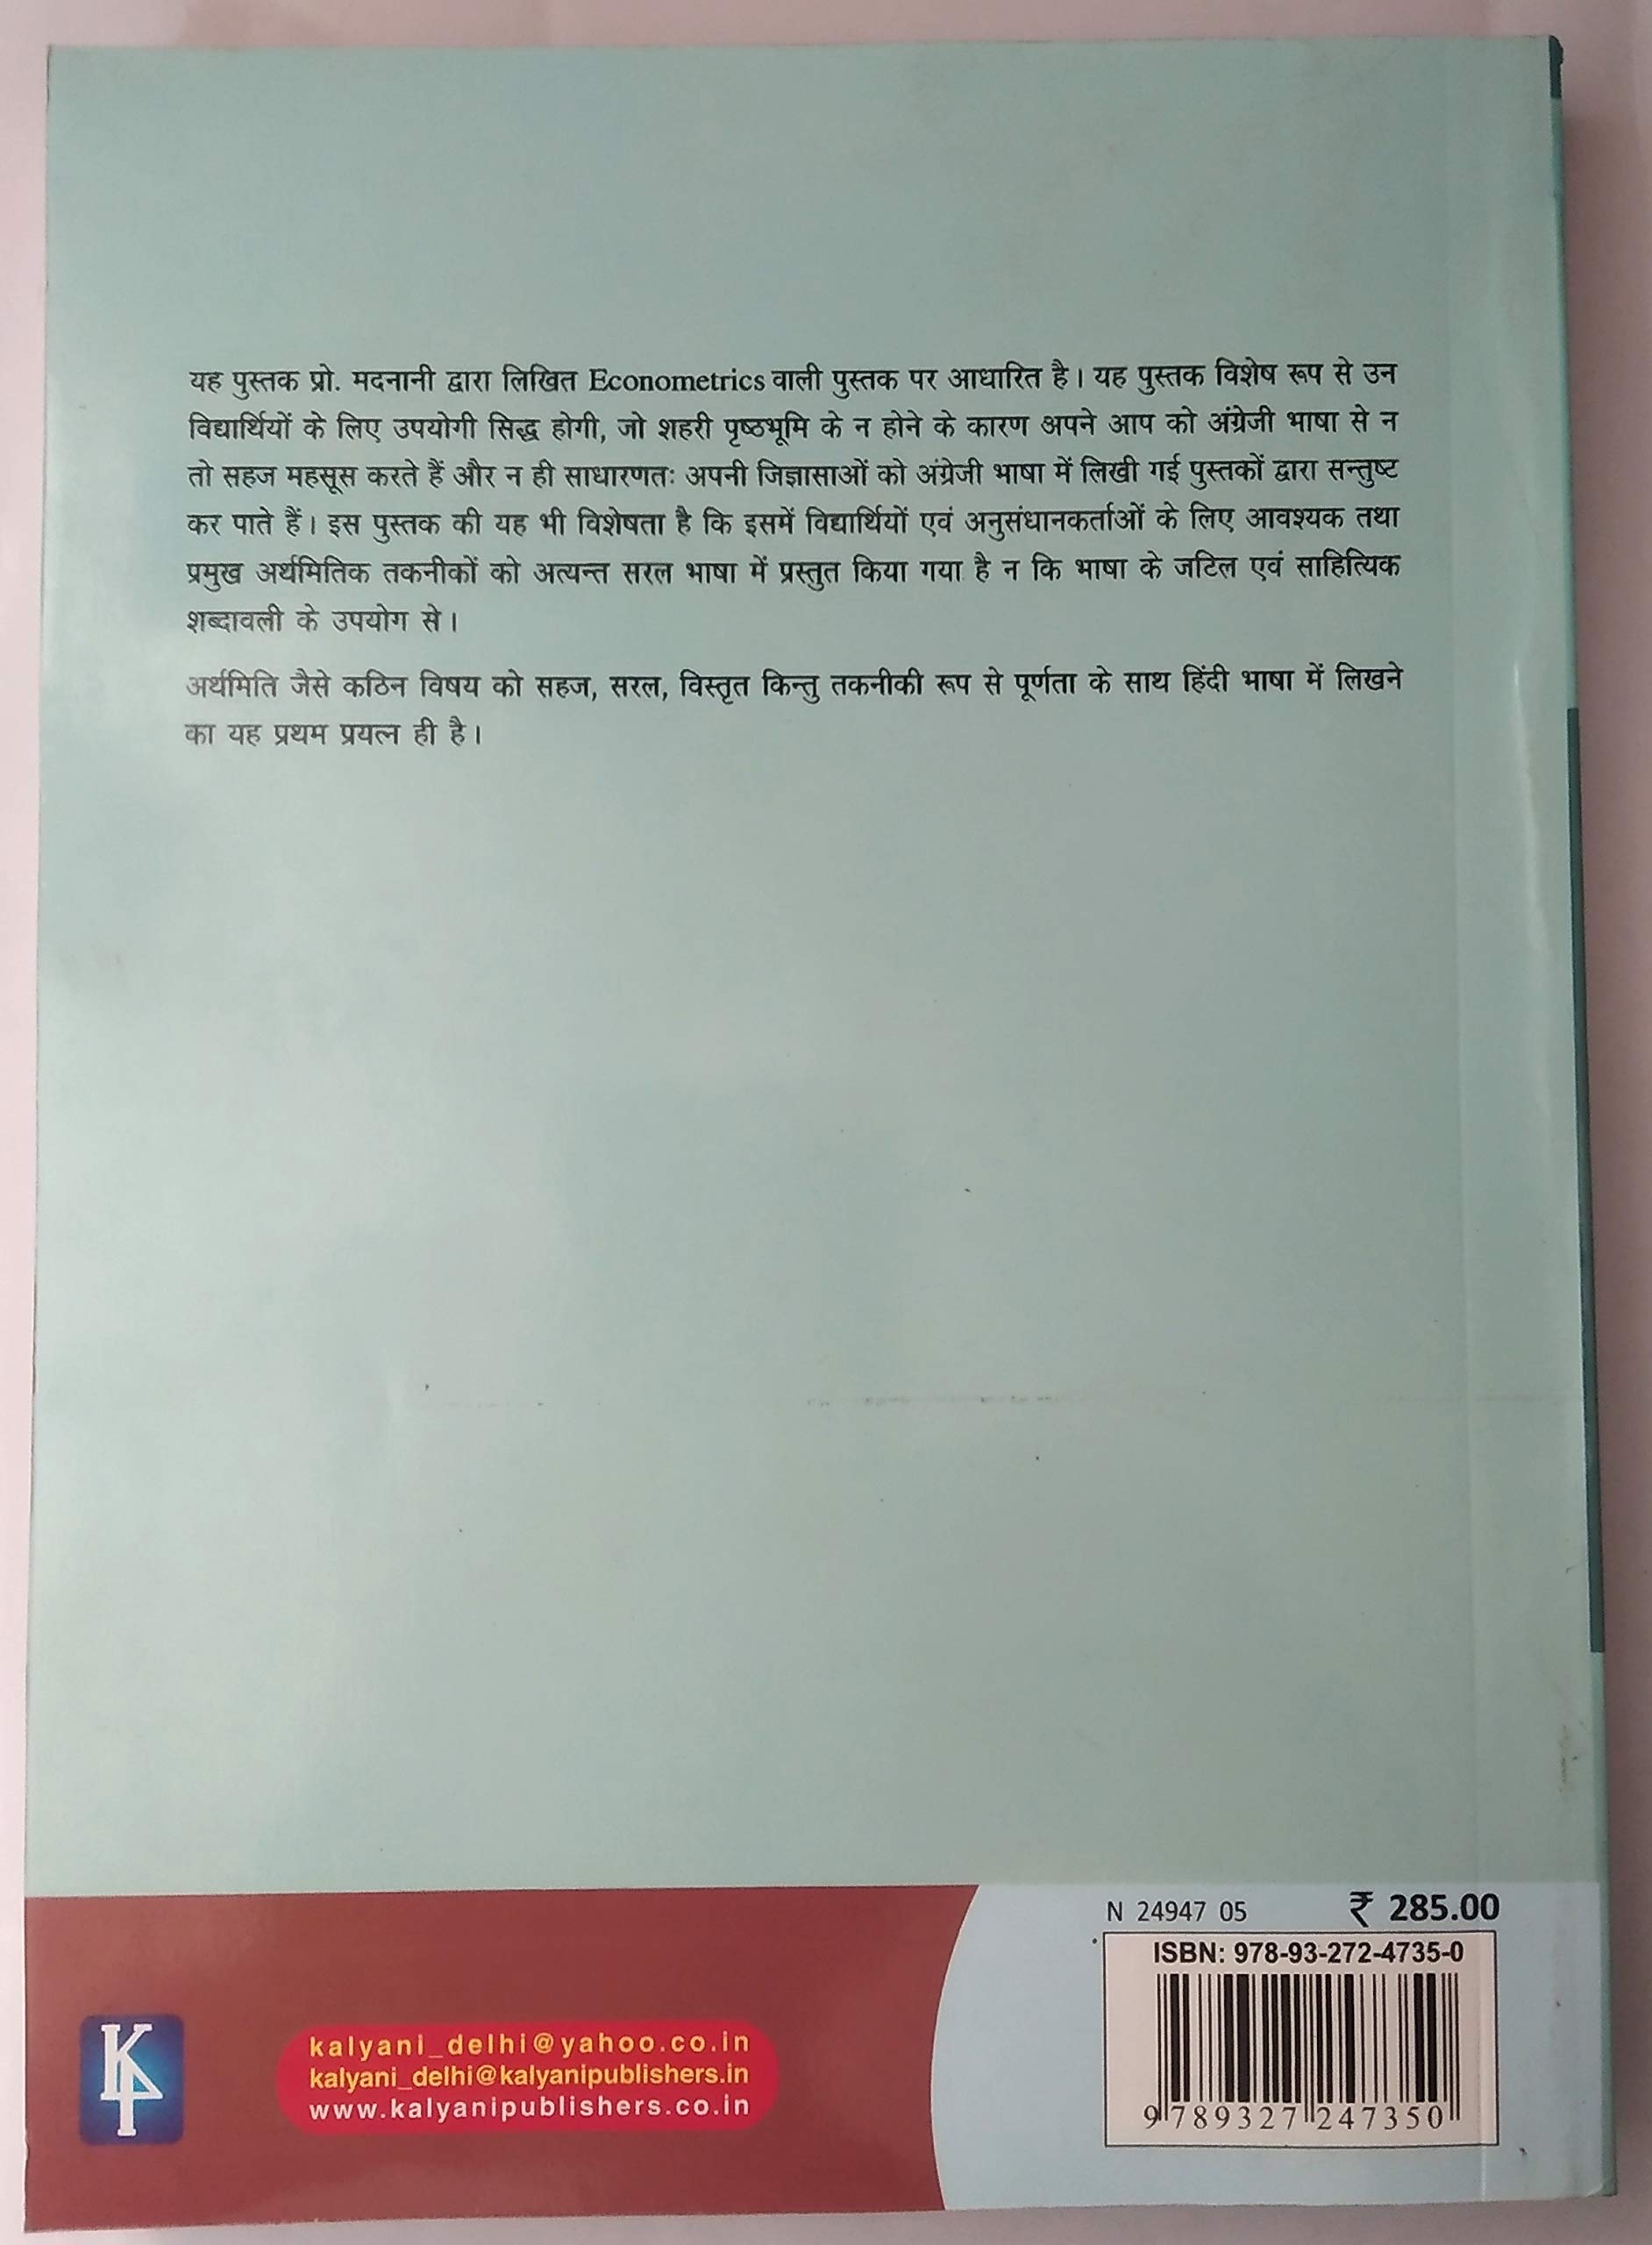 यह पुस्तक प्रो. मदनानी द्वारा लिखित Econometrics वाली पुस्तक पर आधारित है। यह पुस्तक विशेष रूप से उन
विद्यार्थियों के लिए उपयोगी सिद्ध होगी, जो शहरी पृष्ठभूमि के न होने के कारण अपने आप को अंग्रेजी भाषा से न
तो सहज महसूस करते हैं और न ही साधारणतः अपनी जिज्ञासाओं को अंग्रेजी भाषा में लिखी गई पुस्तकों द्वारा सन्तुष्ट
कर पाते हैं। इस पुस्तक की यह भी विशेषता है कि इसमें विद्यार्थियों एवं अनुसंधानकर्ताओं के लिए आवश्यक तथा
प्रमुख अर्थमितिक तकनीकों को अत्यन्त सरल भाषा में प्रस्तुत किया गया है न कि भाषा के जटिल एवं साहित्यिक
शब्दावली के उपयोग से।
अर्थमिति जैसे कठिन विषय को सहज, सरल, विस्तृत किन्तु तकनीकी रूप से पूर्णता के साथ हिंदी भाषा में लिखने
का यह प्रथम प्रयत्न ही है।
N 24947 05 ₹ 285.00
ISBN: 978-93-272-4735-0
9 789327 247350
kalyani_delhi@yahoo.co.in
kalyani_delhi@kalyanipublishers.in
www.kalyanipublishers.co.in